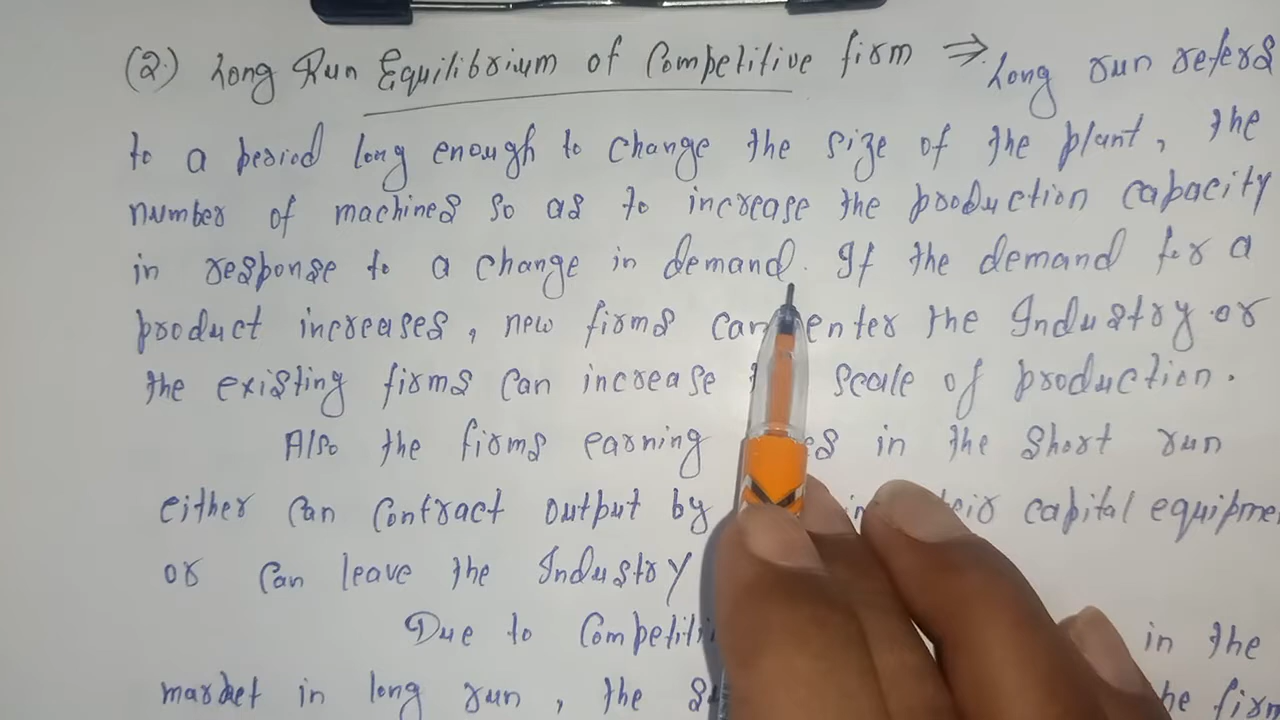 (2.) Long Run Equilibrium of Competitive firm ⇒ Long run refers
to a period long enough to change the size of the plant, the
number of machines so as to increase the production capacity
in response to a change in demand. If the demand for a
product increases, new firms can enter the Industry or
the existing firms can increase scale of production.
Also the firms earning in the short run
either can contract output by capital equipme
or can leave the Industry
Due to in the
market in long run, the